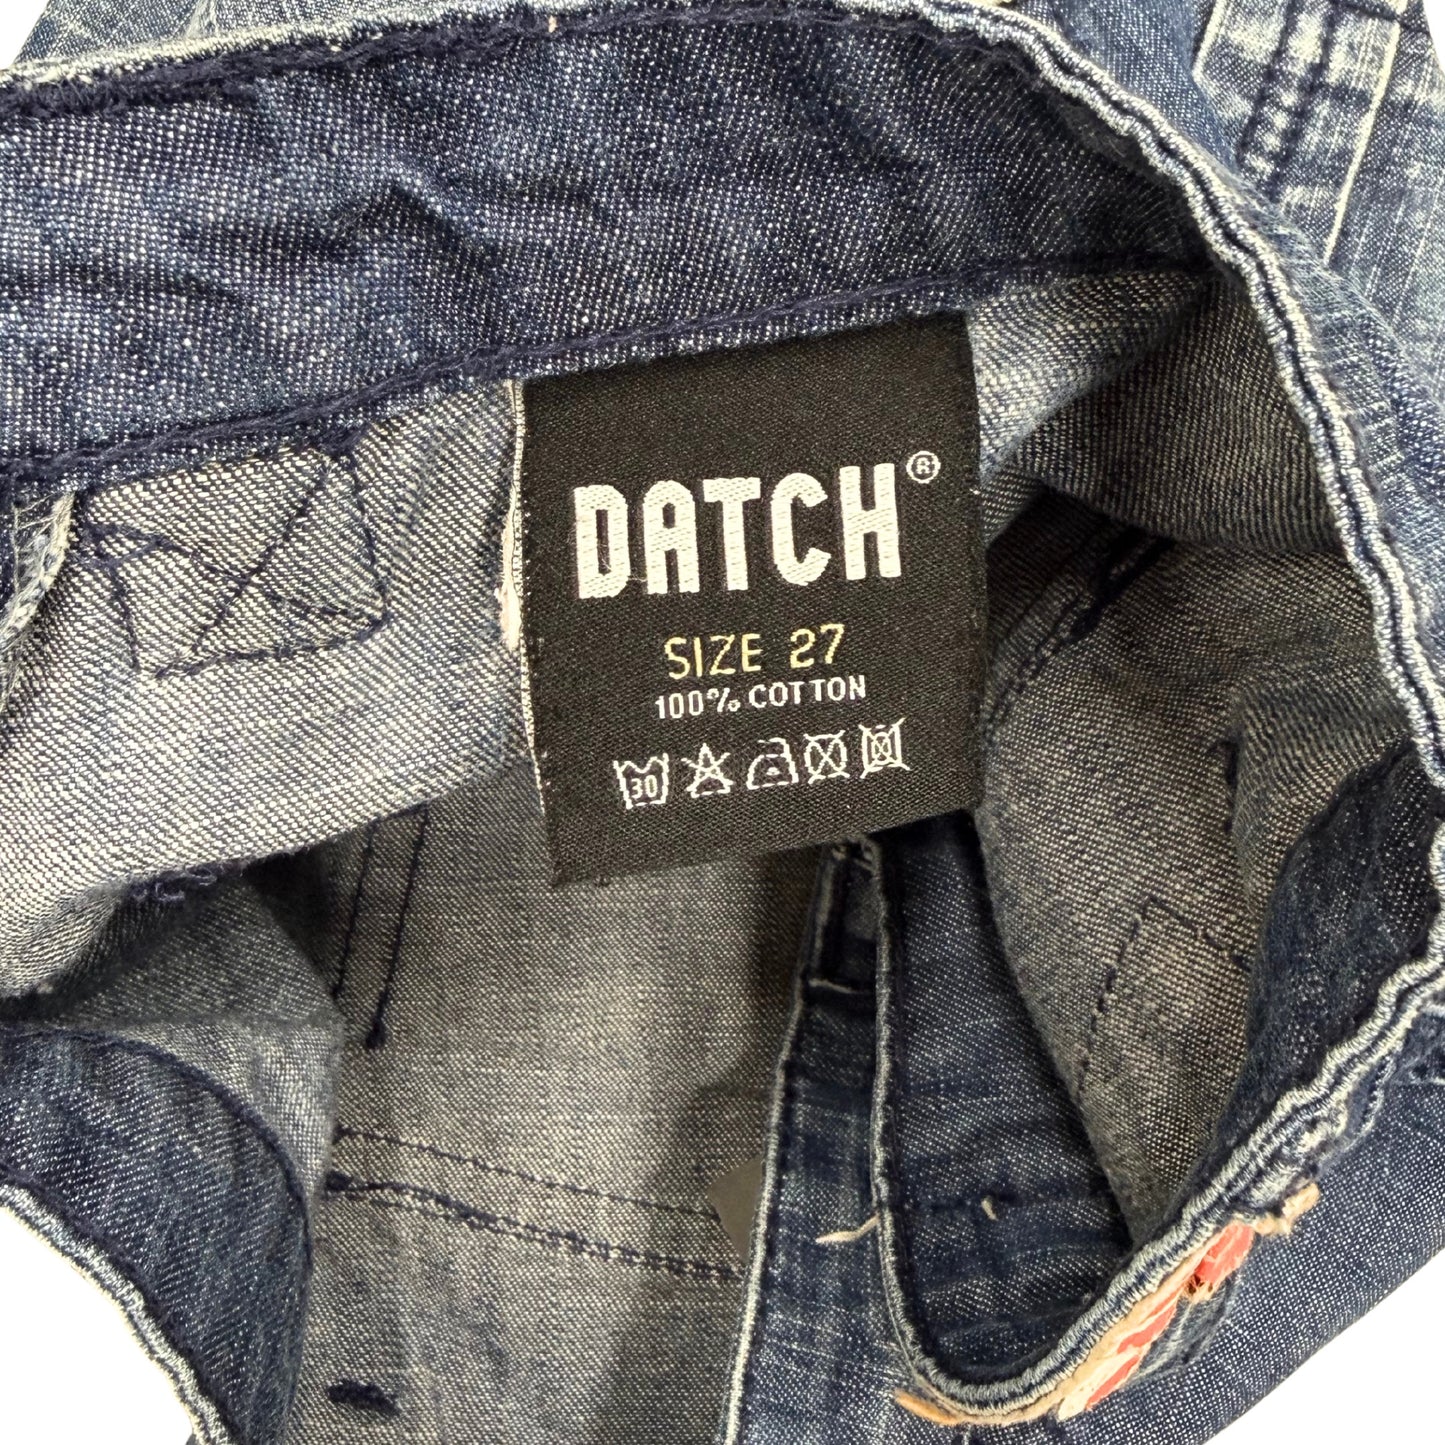 DATCH®
SIZE 27
100% COTTON
30